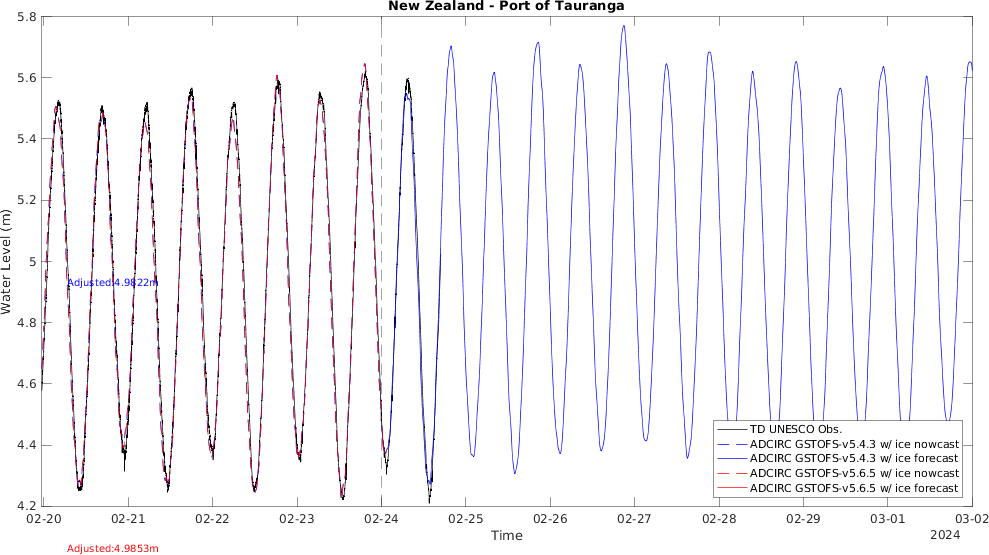 New Zealand - Port of Tauranga
Water Level (m)
5.8
5.6
5.4
5.2
5
4.8
4.6
4.4
4.2
Adjusted:4.9822m
TD UNESCO Obs.
ADCIRC GSTOFS-v5.4.3 w/ ice nowcast
ADCIRC GSTOFS-v5.4.3 w/ ice forecast
ADCIRC GSTOFS-v5.6.5 w/ ice nowcast
ADCIRC GSTOFS-v5.6.5 w/ ice forecast
02-20 02-21 02-22 02-23 02-24 02-25 02-26 02-27 02-28 02-29 03-01 03-02
Time
2024
Adjusted:4.9853m